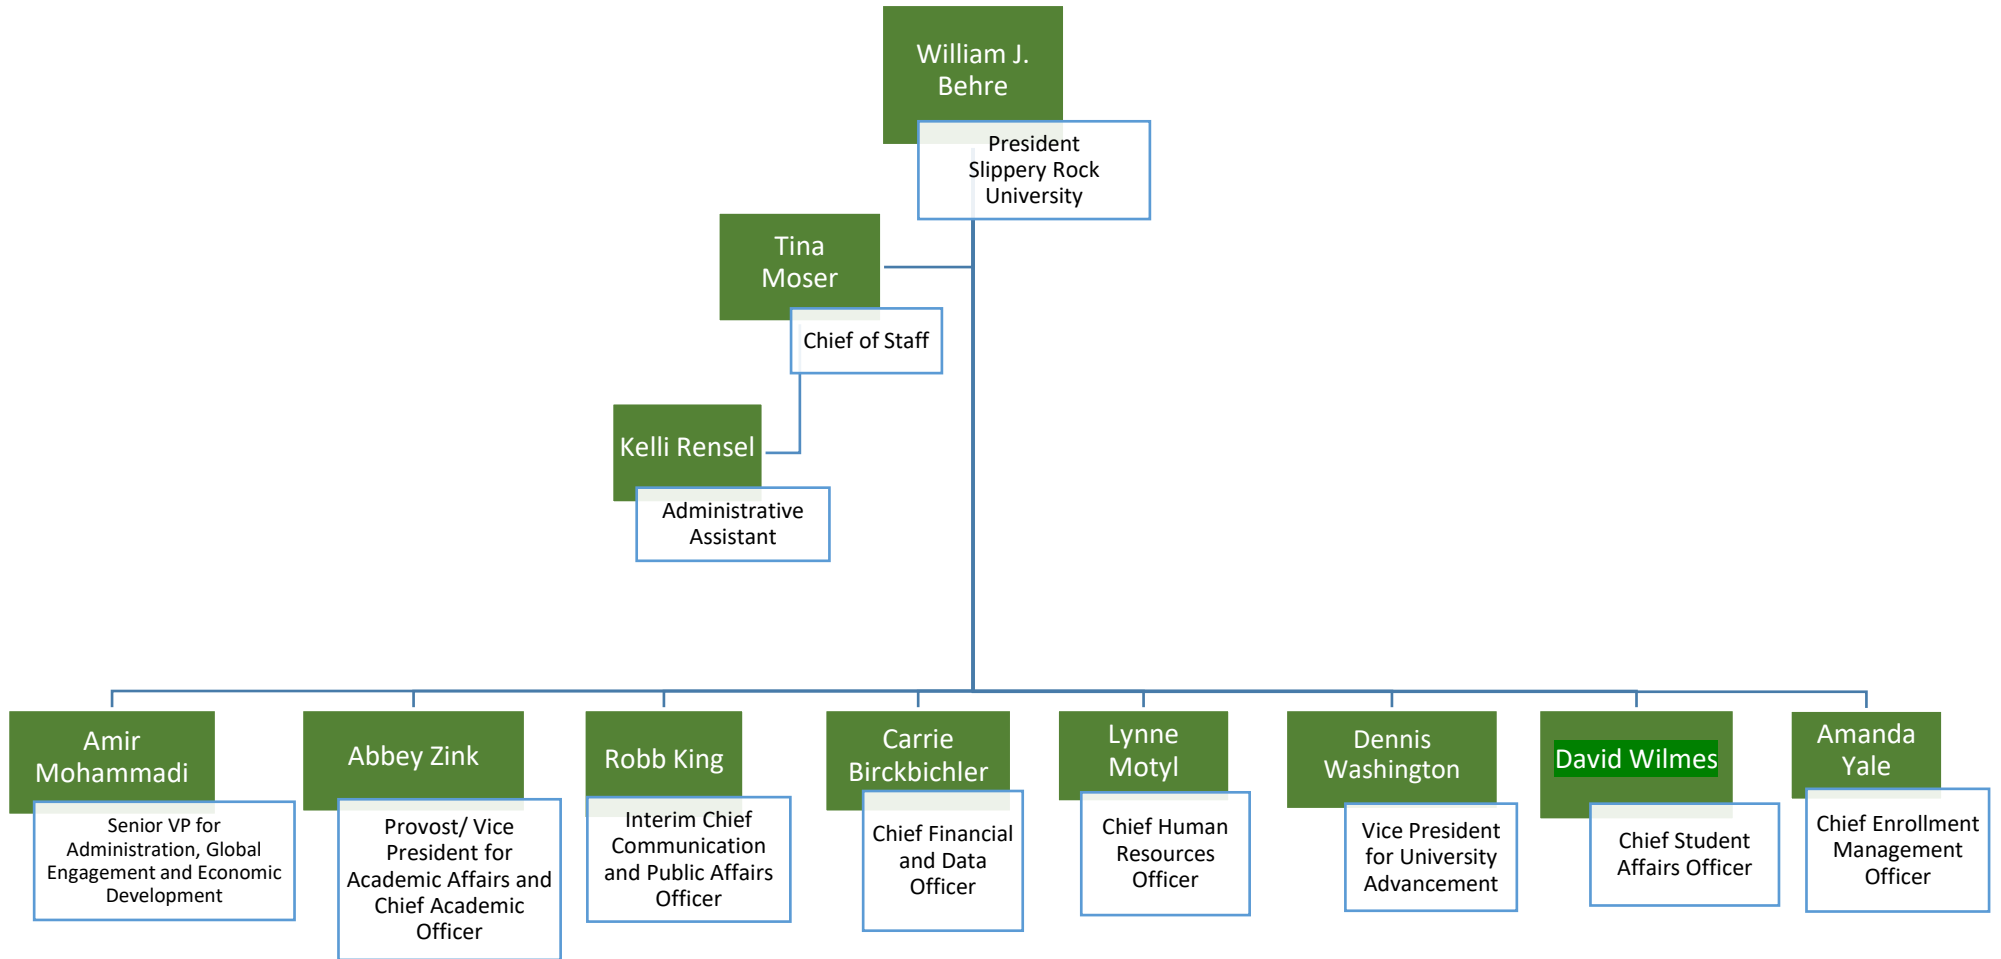 William J.
Behre
President
Slippery Rock
University
Tina
Moser
Chief of Staff
Kelli Rensel
Administrative
Assistant
Amir
Mohammadi
Senior VP for
Administration, Global
Engagement and Economic
Development
Abbey Zink
Provost/ Vice
President for
Academic Affairs and
Chief Academic
Officer
Robb King
Interim Chief
Communication
and Public Affairs
Officer
Carrie
Birckbichler
Chief Financial
and Data
Officer
Lynne
Motyl
Chief Human
Resources
Officer
Dennis
Washington
Vice President
for University
Advancement
David Wilmes
Chief Student
Affairs Officer
Amanda
Yale
Chief Enrollment
Management
Officer